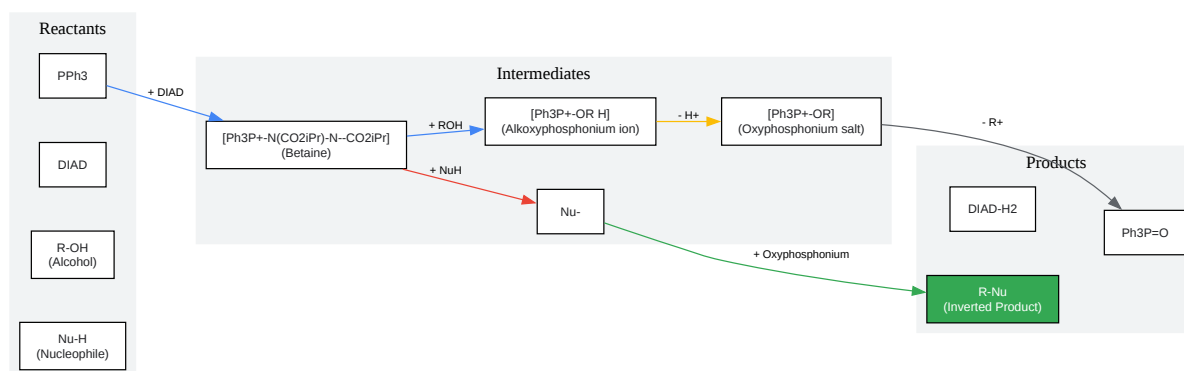 Reactants
PPh3
DIAD
R-OH
(Alcohol)
Nu-H
(Nucleophile)
+ DIAD
Intermediates
[Ph3P+-N(CO2iPr)-N--CO2iPr]
(Betaine)
+ ROH
+ NuH
[Ph3P+-OR H]
(Alkoxyphosphonium ion)
- H+
[Ph3P+-OR]
(Oxyphosphonium salt)
Nu-
- R+
+ Oxyphosphonium
Products
DIAD-H2
Ph3P=O
R-Nu
(Inverted Product)